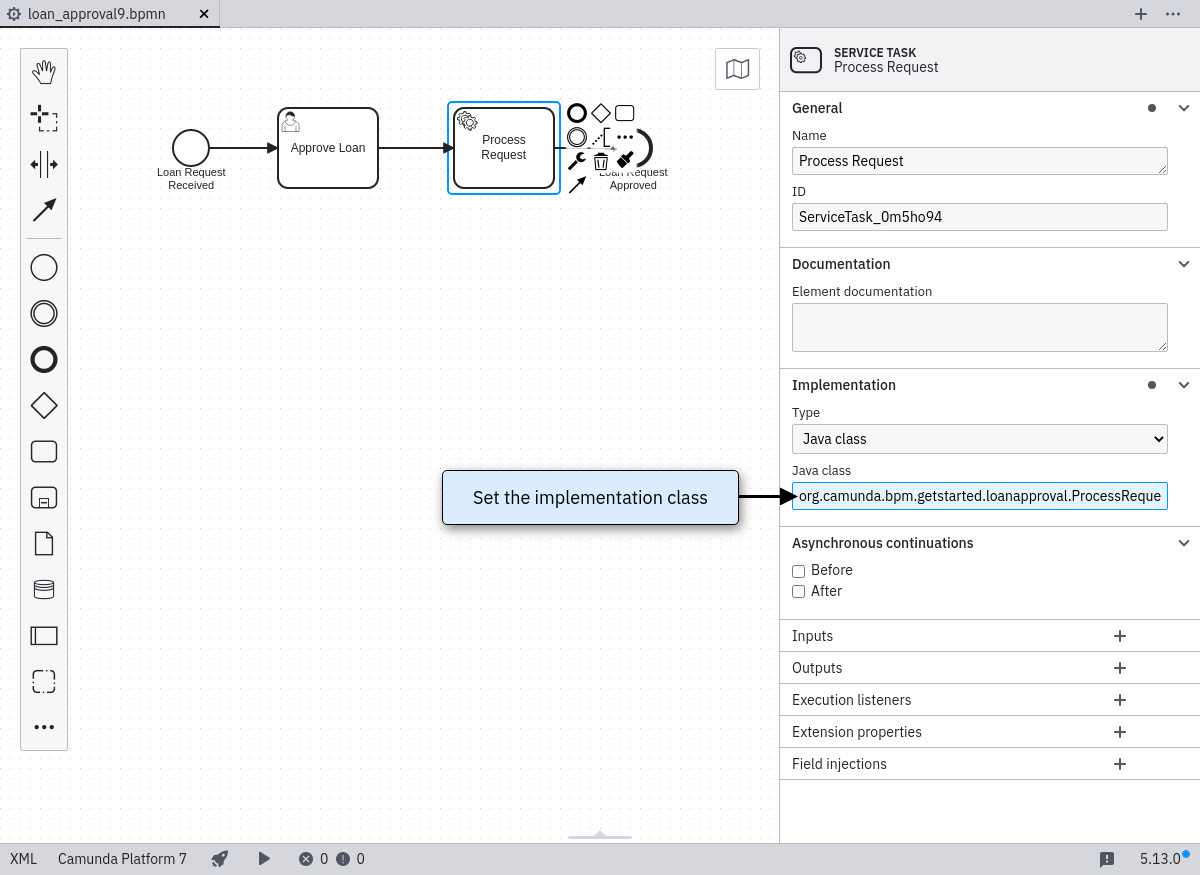 loan_approval9.bpmn
SERVICE TASK
Process Request
General
Name
Process Request
ID
ServiceTask_0m5ho94
Documentation
Element documentation
Implementation
Type
Java class
Java class
org.camunda.bpm.getstarted.loanapproval.ProcessReque
Asynchronous continuations
Before
After
Inputs
Outputs
Execution listeners
Extension properties
Field injections
Loan Request
Received
Approve Loan
Process
Request
Loan Request
Approved
Set the implementation class
XML
Camunda Platform 7
0
0
5.13.0